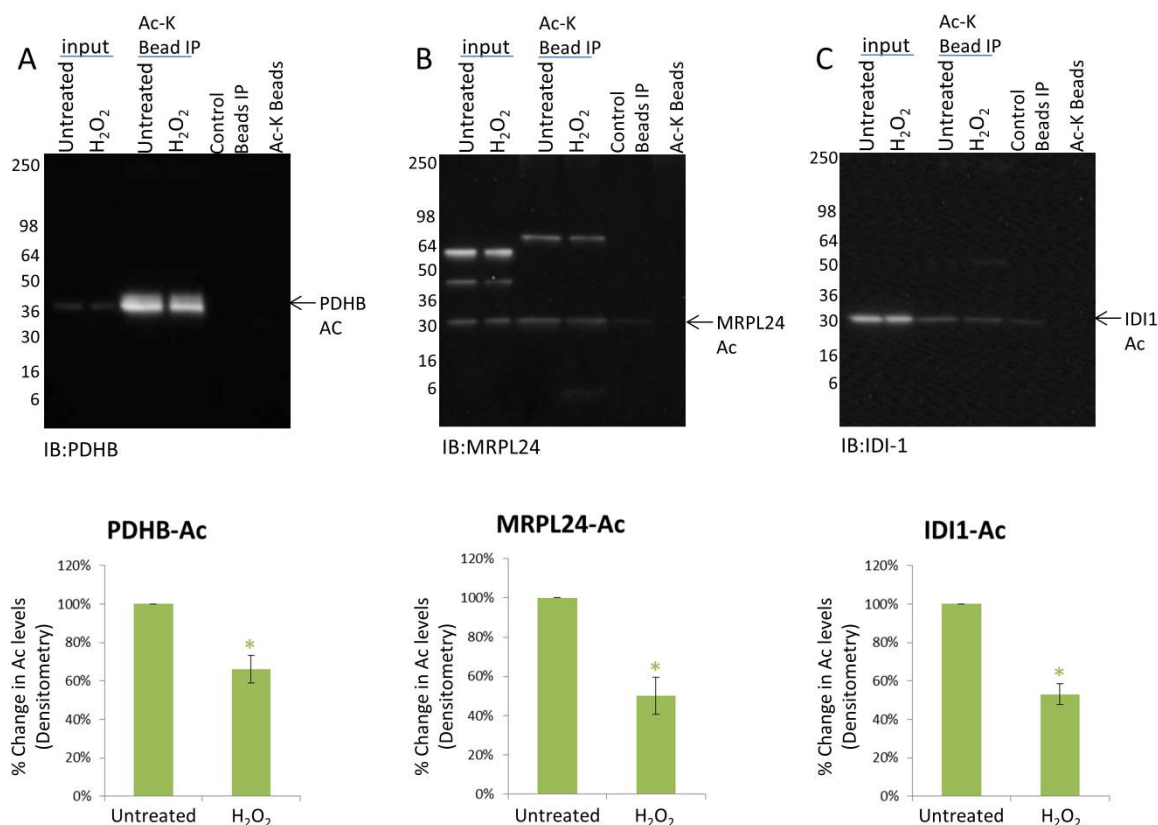 A
input
Ac-K
Bead IP
Untreated
H₂O₂
Untreated
H₂O₂
Control
Beads IP
Ac-K Beads
250
98
64
50
36
30
16
6
PDHB
AC
IB:PDHB
B
input
Ac-K
Bead IP
Untreated
H₂O₂
Untreated
H₂O₂
Control
Beads IP
Ac-K Beads
250
98
64
50
36
30
16
6
MRPL24
Ac
IB:MRPL24
C
input
Ac-K
Bead IP
Untreated
H₂O₂
Untreated
H₂O₂
Control
Beads IP
Ac-K Beads
250
98
64
50
36
30
16
6
IDI1
Ac
IB:IDI-1
PDHB-Ac
% Change in Ac levels
(Densitometry)
120%
100%
80%
60%
40%
20%
0%
*
Untreated
H₂O₂
MRPL24-Ac
% Change in Ac levels
(Densitometry)
120%
100%
80%
60%
40%
20%
0%
*
Untreated
H₂O₂
IDI1-Ac
% Change in Ac levels
(Densitometry)
120%
100%
80%
60%
40%
20%
0%
*
Untreated
H₂O₂